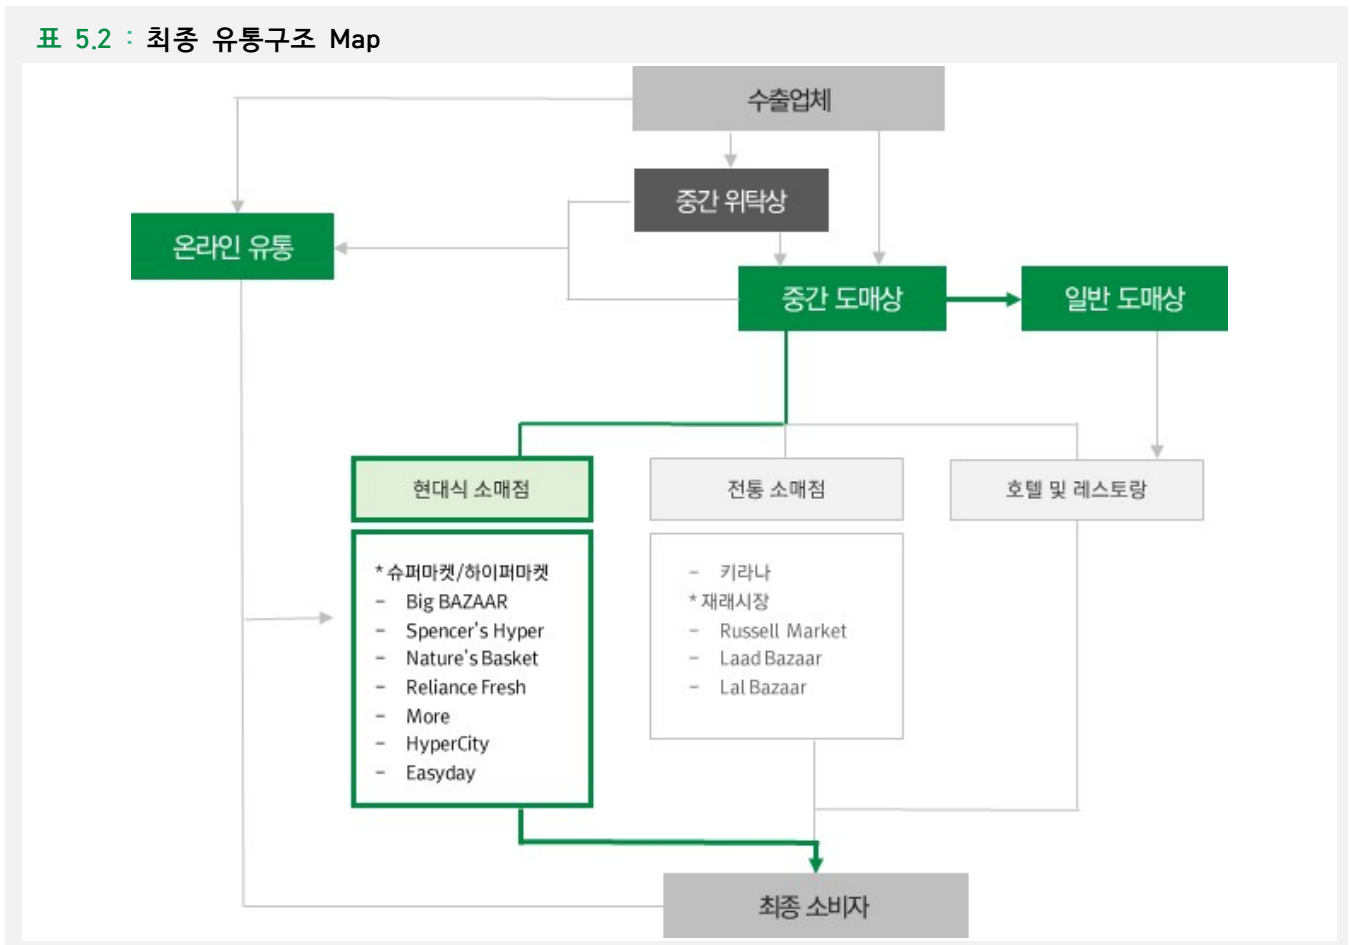 표 5.2 : 최종 유통구조 Map
수출업체
중간 위탁상
온라인 유통
중간 도매상
일반 도매상
현대식 소매점
전통 소매점
호텔 및 레스토랑
* 슈퍼마켓/하이퍼마켓
- Big BAZAAR
- Spencer's Hyper
- Nature's Basket
- Reliance Fresh
- More
- HyperCity
- Easyday
- 키라나
* 재래시장
- Russell Market
- Laad Bazaar
- Lal Bazaar
최종 소비자